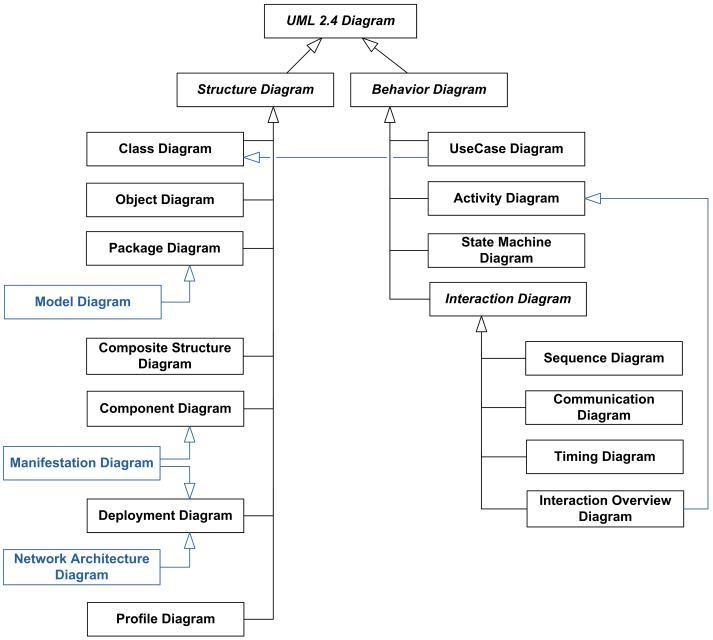 UML 2.4 Diagram
Structure Diagram
Behavior Diagram
Class Diagram
UseCase Diagram
Object Diagram
Activity Diagram
Package Diagram
State Machine
Diagram
Model Diagram
Interaction Diagram
Composite Structure
Diagram
Sequence Diagram
Component Diagram
Communication
Diagram
Manifestation Diagram
Timing Diagram
Deployment Diagram
Interaction Overview
Diagram
Network Architecture
Diagram
Profile Diagram